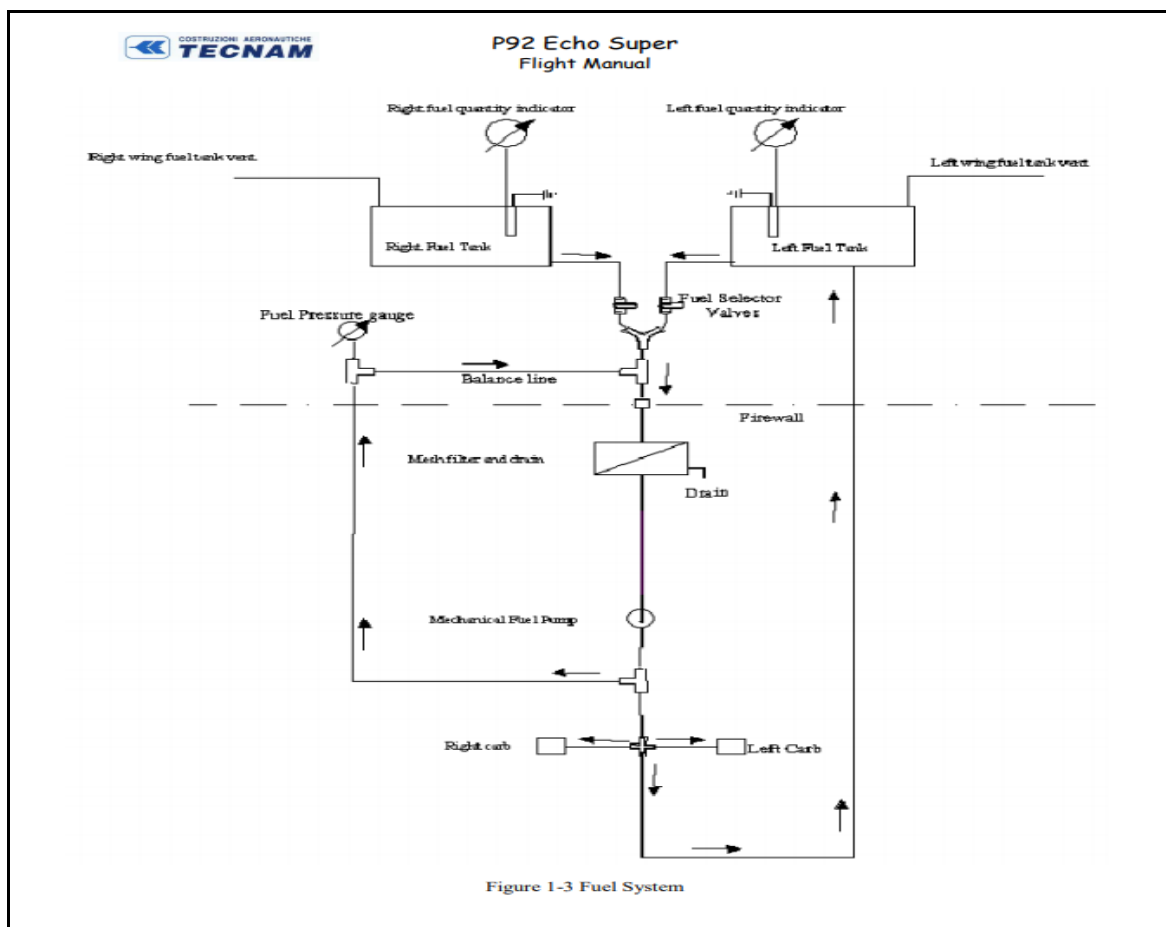 COSTRUZIONI AERONAUTICHE
TECNAM
P92 Echo Super
Flight Manual
Right fuel quantity indicator
Left fuel quantity indicator
Right wing fuel tank vent.
Left wing fuel tank vent
Right Fuel Tank
Left Fuel Tank
Fuel Selector
Valves
Fuel Pressure gauge
Balance line
Firewall
Mesh filter and drain
Drain
Mechanical Fuel Pump
Right carb
Left Carb
Figure 1-3 Fuel System